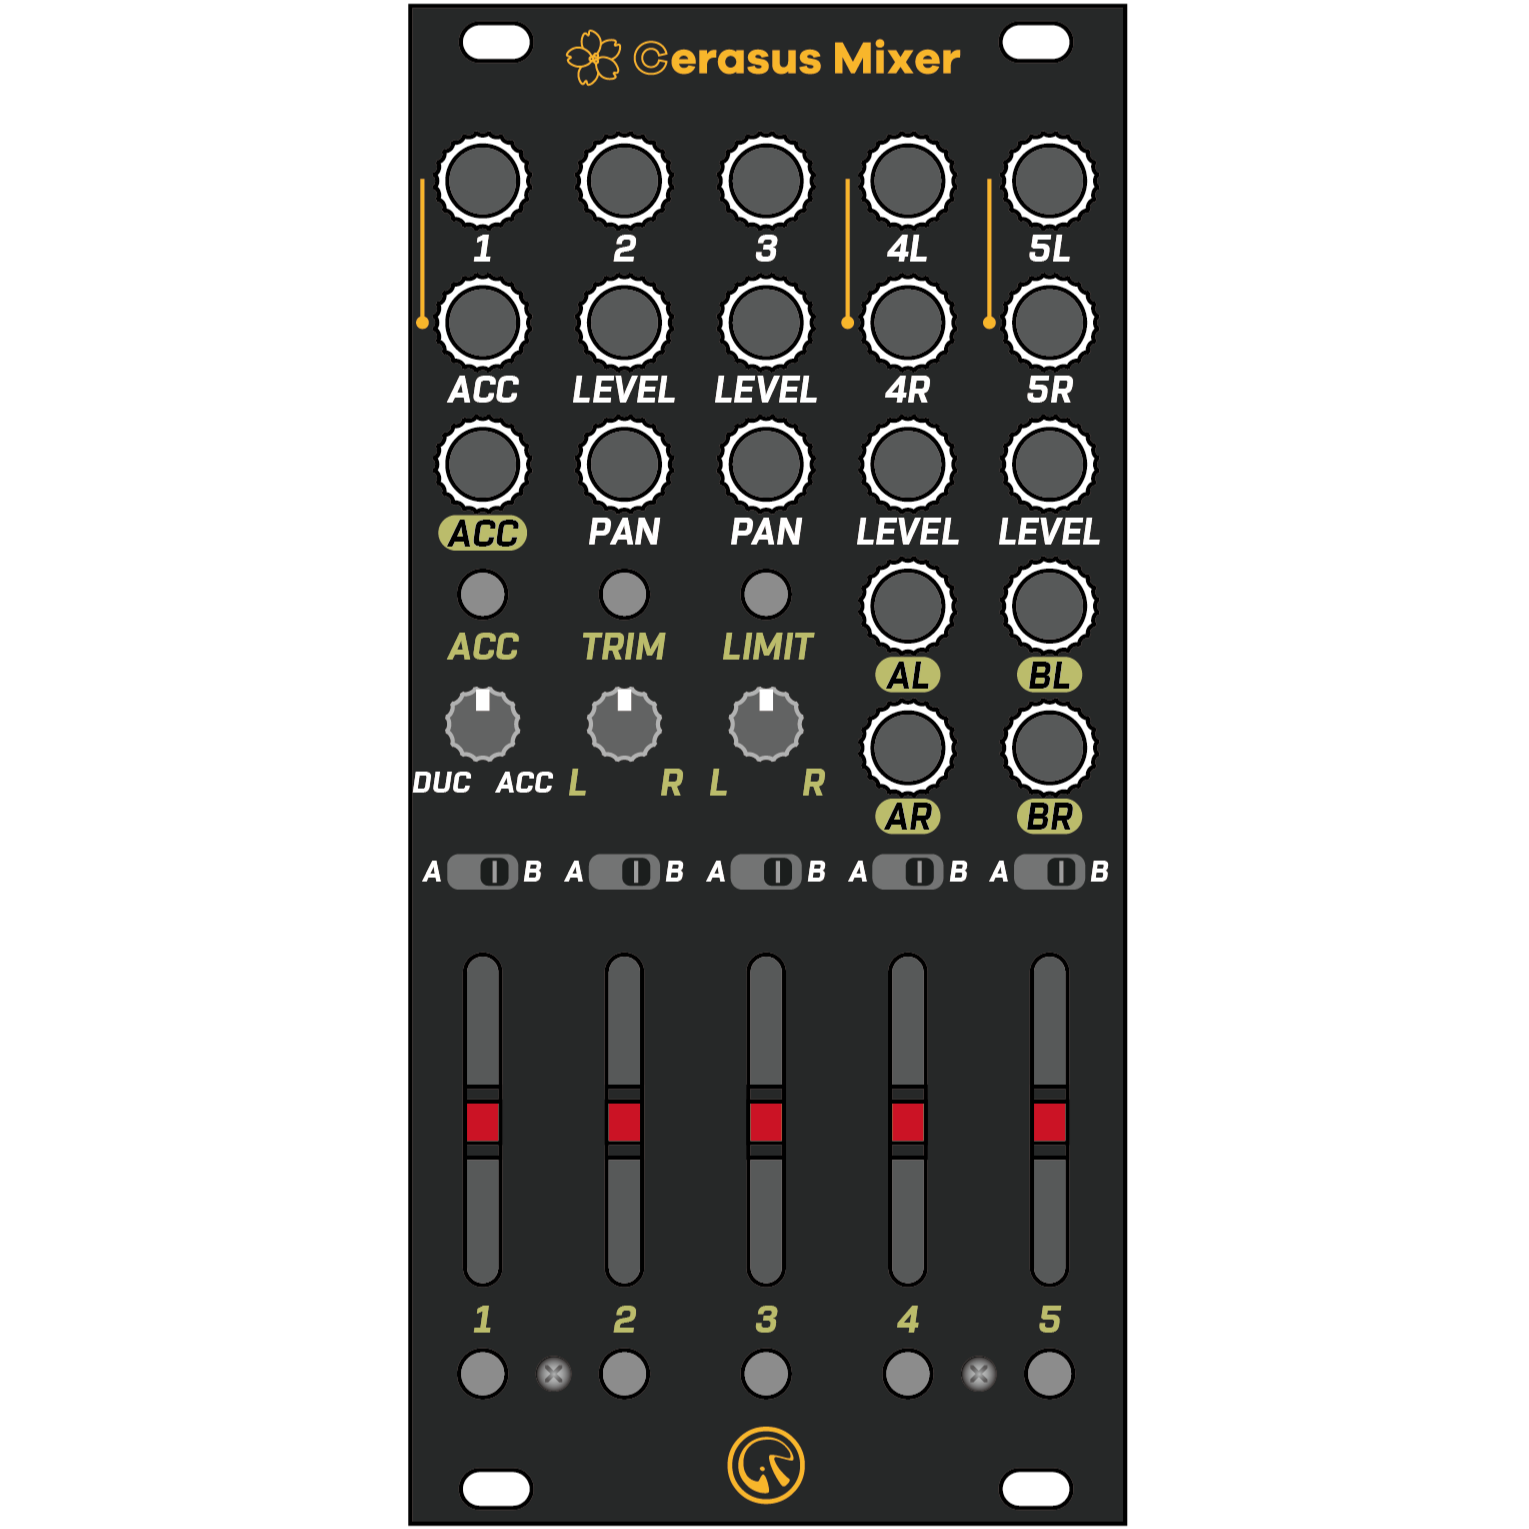 Cerasus Mixer
1 2 3 4L 5L
ACC LEVEL LEVEL 4R 5R
ACC PAN PAN LEVEL LEVEL
ACC TRIM LIMIT AL BL
DUC ACC L R L R
AR BR
A B A B A B A B A B
1 2 3 4 5